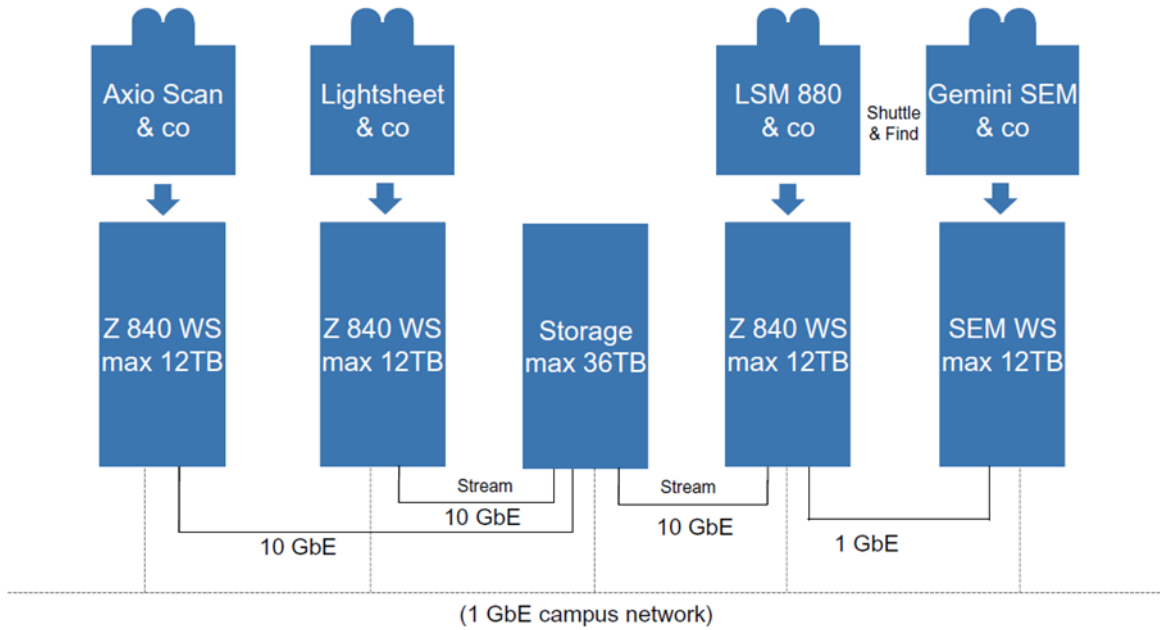 Axio Scan
& co
Lightsheet
& co
LSM 880
& co
Shuttle
& Find
Gemini SEM
& co
Z 840 WS
max 12TB
Z 840 WS
max 12TB
Storage
max 36TB
Z 840 WS
max 12TB
SEM WS
max 12TB
Stream
10 GbE
Stream
10 GbE
10 GbE
1 GbE
(1 GbE campus network)